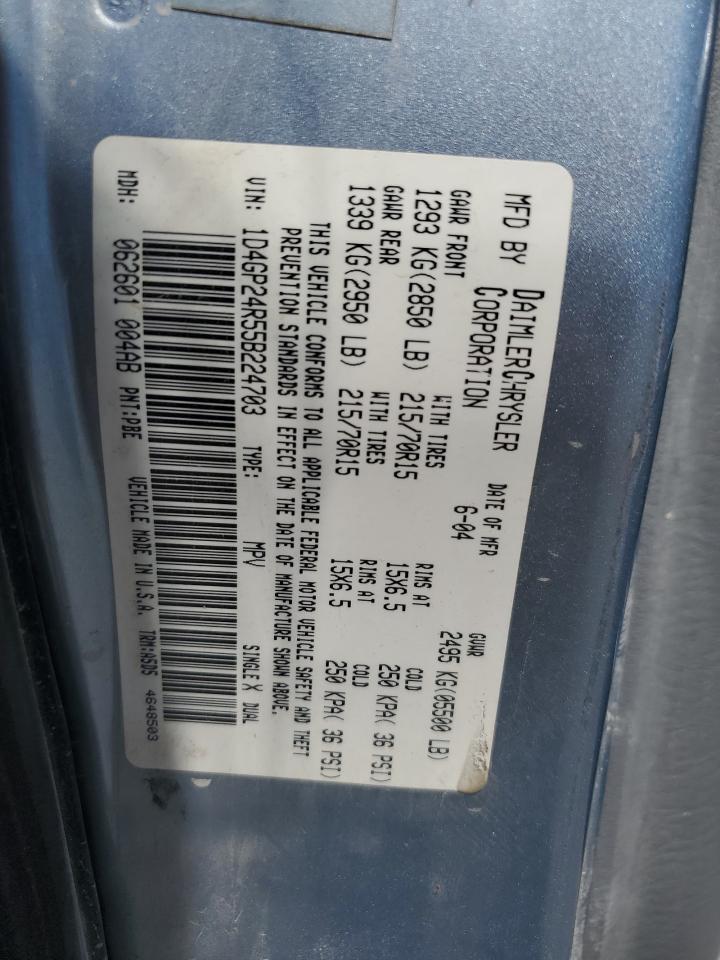 MFD BY DAIMLERCHRYSLER CORPORATION
DATE OF MFR 6-04
GVWR 2495 KG(05500 LB)
GAWR FRONT WITH TIRES RIMS AT COLD
1293 KG(2850 LB) 215/70R15 15X6.5 250 KPA( 36 PSI)
GAWR REAR WITH TIRES RIMS AT COLD
1339 KG(2950 LB) 215/70R15 15X6.5 250 KPA( 36 PSI)
THIS VEHICLE CONFORMS TO ALL APPLICABLE FEDERAL MOTOR VEHICLE SAFETY AND THEFT
PREVENTION STANDARDS IN EFFECT ON THE DATE OF MANUFACTURE SHOWN ABOVE.
VIN: 1D4GP24R55B224703 TYPE: MPV SINGLE X DUAL
MDH: 062601 004AB PNT:PBE VEHICLE MADE IN U.S.A. TRM:A5D5 4648503